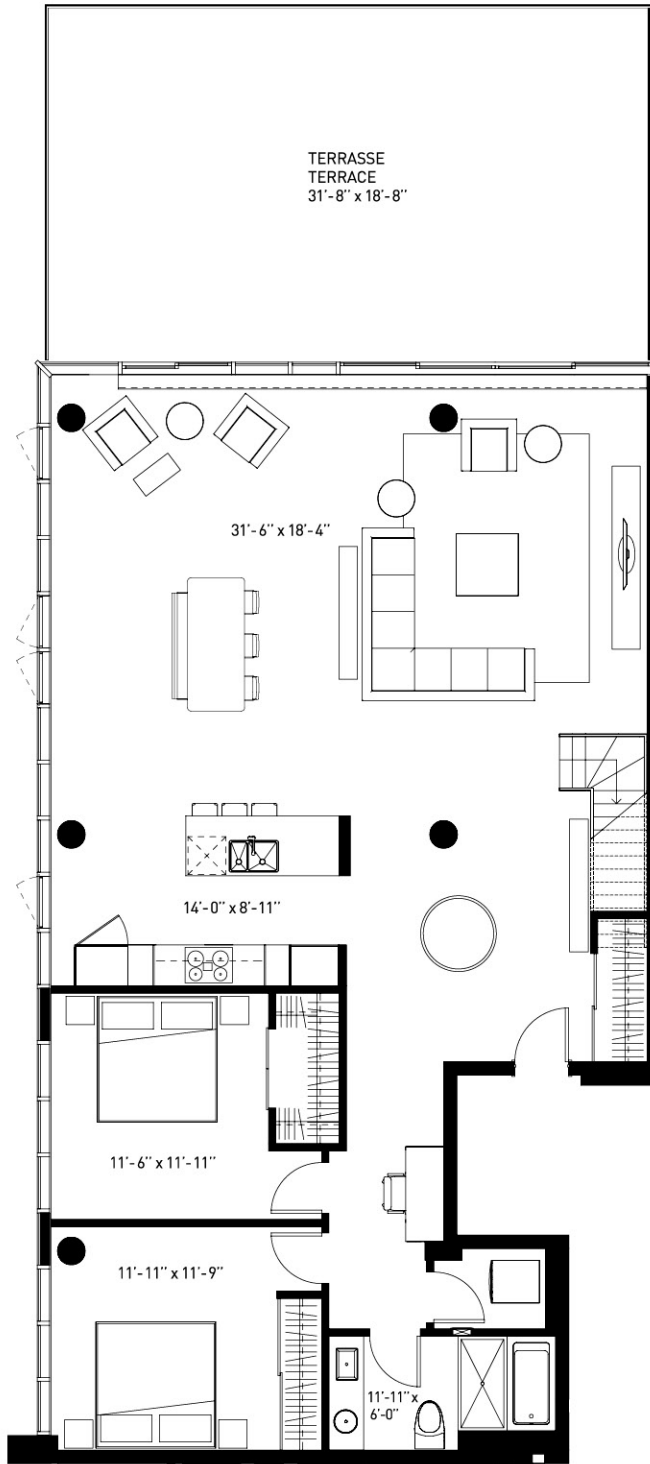 TERRASSE
TERRACE
31'-8" x 18'-8"
31'-6" x 18'-4"
14'-0" x 8'-11"
11'-6" x 11'-11"
11'-11" x 11'-9"
11'-11" x
6'-0"